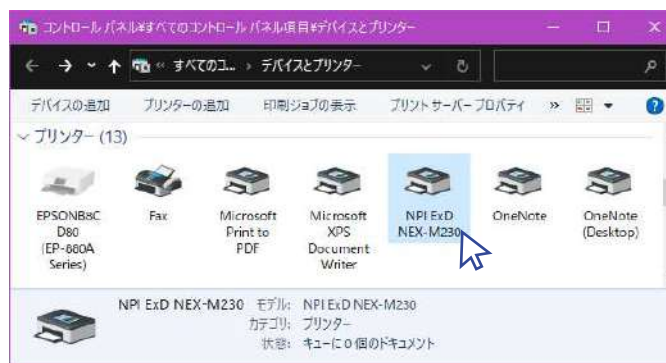 コントロール パネル¥すべてのコントロール パネル項目¥デバイスとプリンター
« すべてのコ... › デバイスとプリンター
デバイスの追加 プリンターの追加 印刷ジョブの表示 プリント サーバー プロパティ »
プリンター (13)
EPSONB8C
D80
(EP-880A
Series)
Fax
Microsoft
Print to
PDF
Microsoft
XPS
Document
Writer
NPI ExD
NEX-M230
OneNote
OneNote
(Desktop)
NPI ExD NEX-M230 モデル: NPI ExD NEX-M230
カテゴリ: プリンター
状態: キューに 0 個のドキュメント